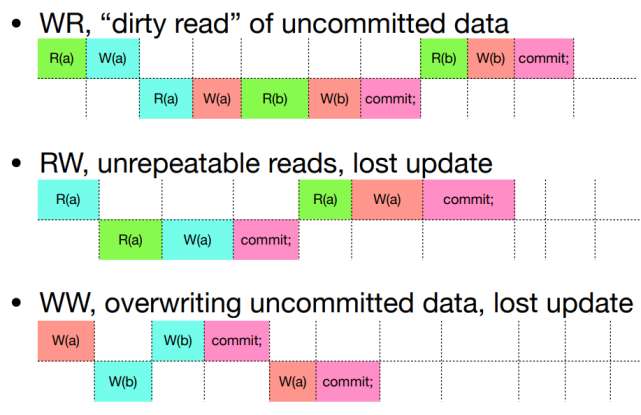 • WR, “dirty read” of uncommitted data
R(a) W(a) R(b) W(b) commit;
R(a) W(a) R(b) W(b) commit;
• RW, unrepeatable reads, lost update
R(a) R(a) W(a) commit;
R(a) W(a) commit;
• WW, overwriting uncommitted data, lost update
W(a) W(b) commit;
W(b) W(a) commit;